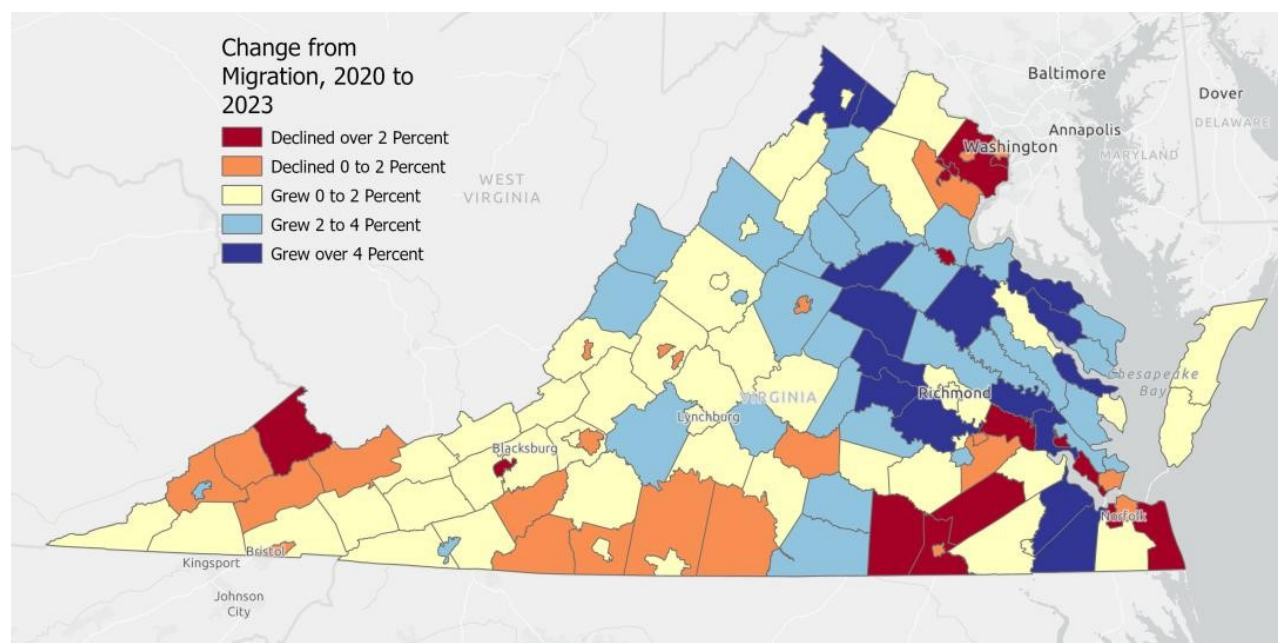 Change from
Migration, 2020 to
2023
Declined over 2 Percent
Declined 0 to 2 Percent
Grew 0 to 2 Percent
Grew 2 to 4 Percent
Grew over 4 Percent
Baltimore
Dover
DELAWARE
Annapolis
Washington
MARYLAND
WEST
VIRGINIA
Chesapeake
Bay
Richmond
VIRGINIA
Lynchburg
Blacksburg
Norfolk
Bristol
Kingsport
Johnson
City